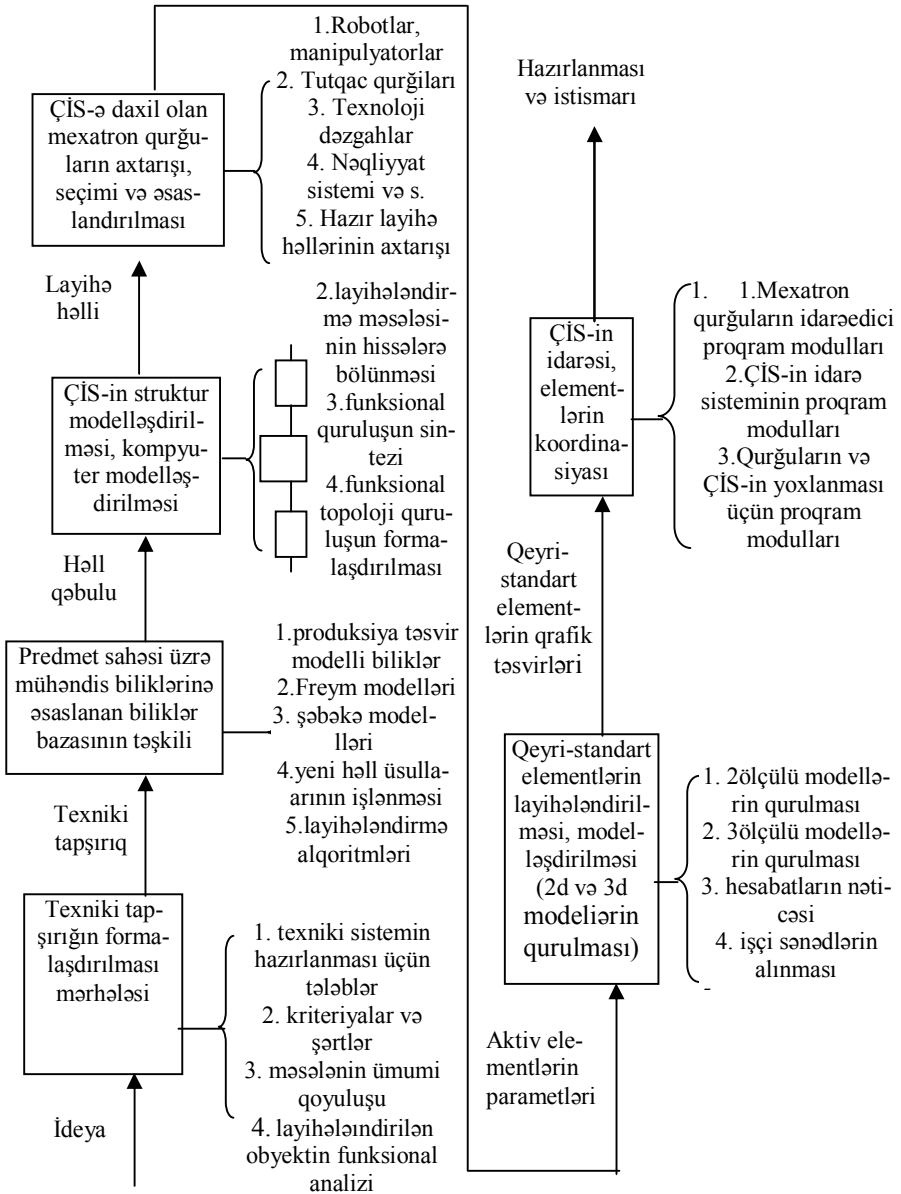 1.Robotlar,
manipulyatorlar
2. Tutqac qurğiları
3. Texnoloji
dəzgahlar
4. Nəqliyyat
sistemi və s.
5. Hazır layihə
həllərinin axtarışı
ÇİS-ə daxil olan
mexatron qurğu-
ların axtarışı,
seçimi və əsas-
landırılması
Layihə
həlli
2.layihələndir-
mə məsələsi-
nin hissələrə
bölünməsi
3.funksional
quruluşun sin-
tezi
4.funksional
topoloji quru-
luşun forma-
laşdırılması
ÇİS-in struktur
modelləşdiril-
məsi, kompyu-
ter modelləş-
dirilməsi
Həll
qəbulu
Predmet sahəsi üzrə
mühəndis biliklərinə
əsaslanan biliklər
bazasının təşkili
1.produksiya təsvir
modelli biliklər
2.Freym modelləri
3. şəbəkə model-
lləri
4.yeni həll üsulla-
arının işlənməsi
5.layihələndirmə
alqoritmləri
Texniki
tapşırıq
Texniki tap-
şırığın forma-
laşdırılması
mərhələsi
1. texniki sistemin
hazırlanması üçün
tələblər
2. kriteriyalar və
şərtlər
3. məsələnin ümumi
qoyuluşu
4. layihələındirilən
obyektin funksional
analizi
İdeya
Hazırlanması
və istismarı
ÇİS-in
idarəsi,
element-
lərin
koordina-
siyası
1. 1.Mexatron
qurğuların idarəedici
proqram modulları
2.ÇİS-in idarə
sisteminin proqram
modulları
3.Qurğuların və
ÇİS-in yoxlanması
üçün proqram
modulları
Qeyri-
standart
element-
lərin qrafik
təsvirləri
Qeyri-standart
elementlərin
layihələndiril-
məsi, model-
ləşdirilməsi
(2d və 3d
modeliərin
qurulması)
1. 2ölçülü modellə-
rin qurulması
2. 3ölçülü modellə-
rin qurulması
3. hesabatların nəti-
cəsi
4. işçi sənədlərin
alınması
-
Aktiv ele-
mentlərin
parametləri